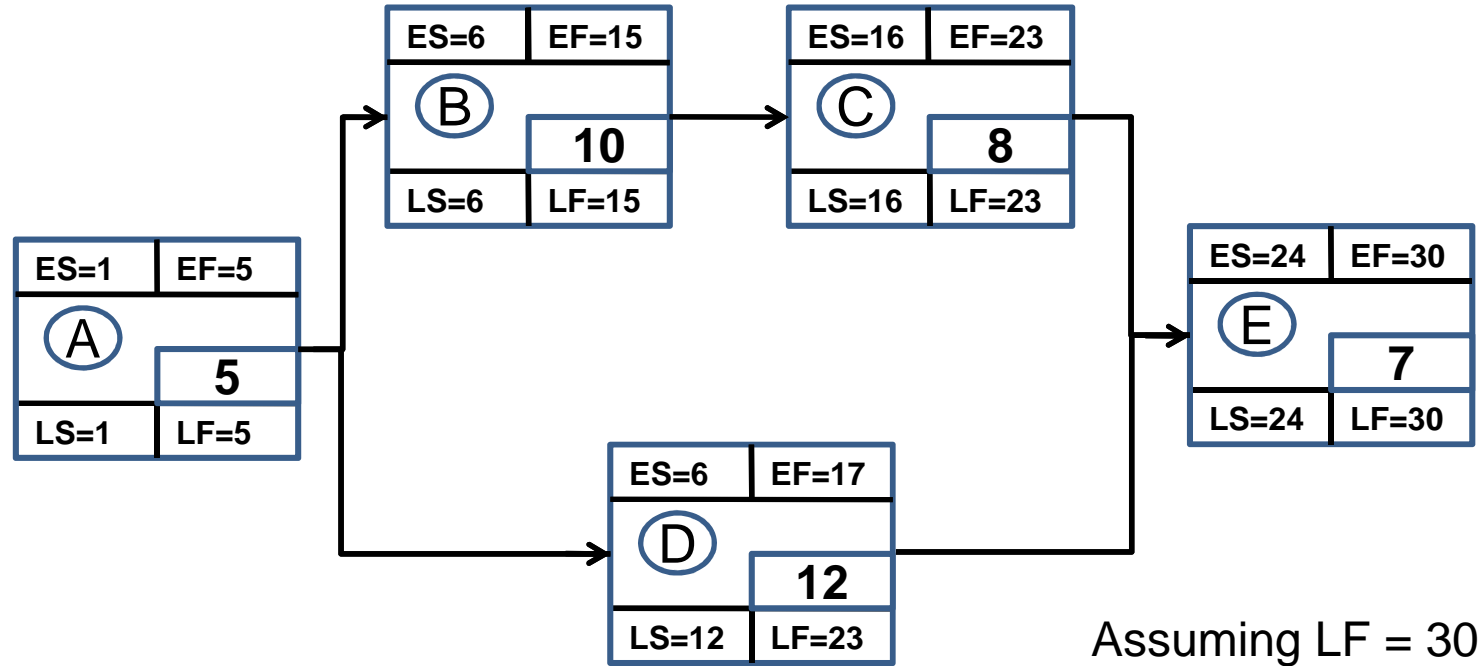 ES=6 EF=15
B
10
LS=6 LF=15
ES=16 EF=23
C
8
LS=16 LF=23
ES=1 EF=5
A
5
LS=1 LF=5
ES=24 EF=30
E
7
LS=24 LF=30
ES=6 EF=17
D
12
LS=12 LF=23
Assuming LF = 30